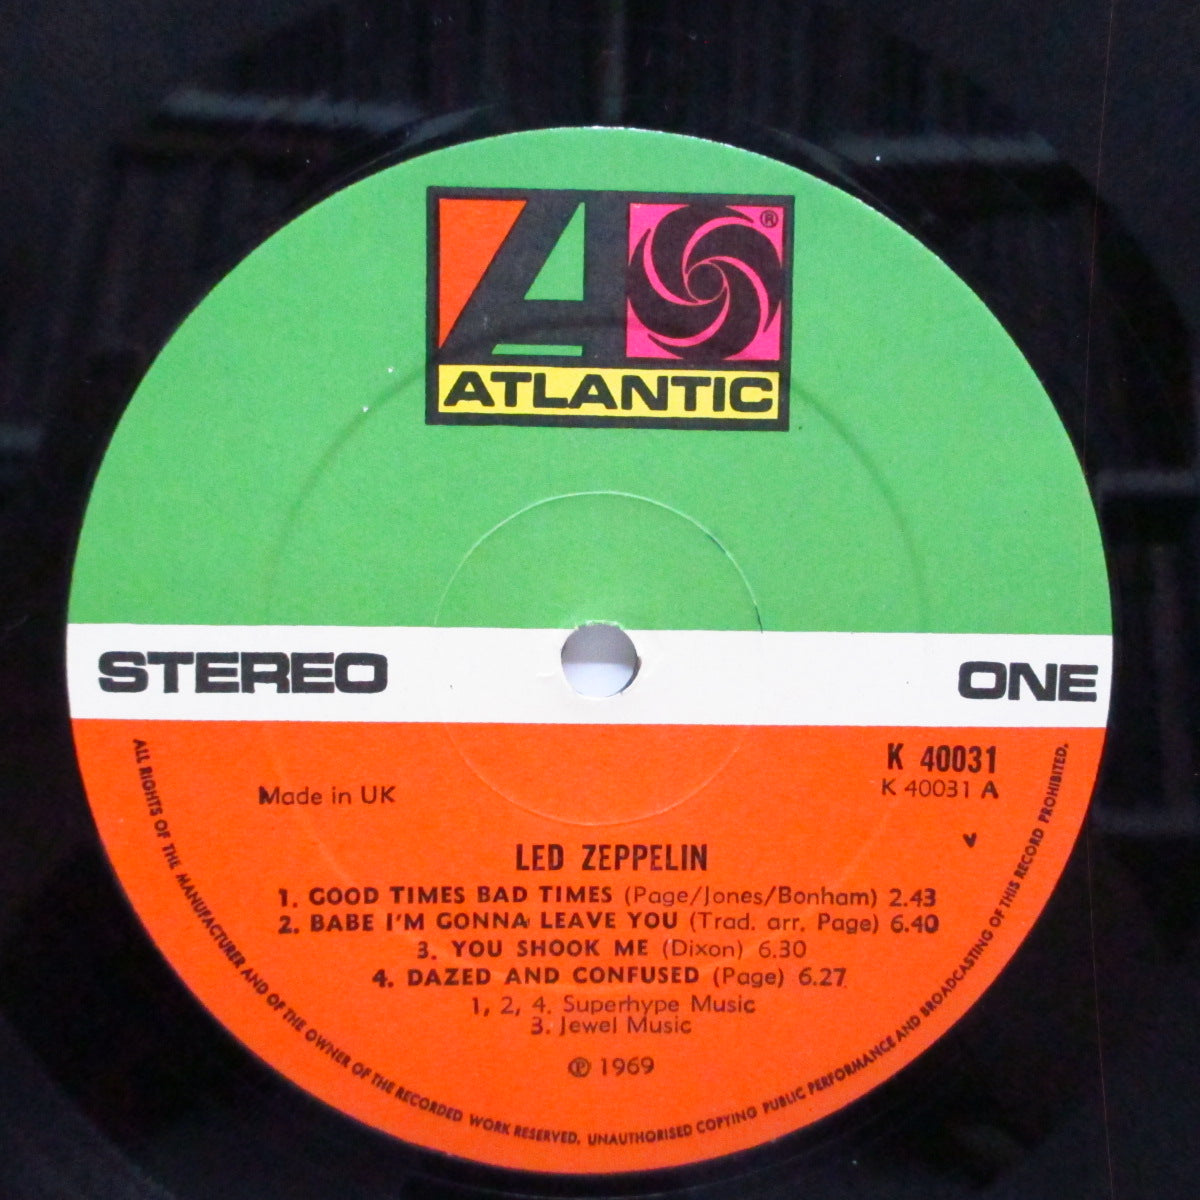 ®
ATLANTIC
STEREO
ONE
K 40031
K 40031 A
Made in UK
LED ZEPPELIN
1. GOOD TIMES BAD TIMES (Page/Jones/Bonham) 2.43
2. BABE I'M GONNA LEAVE YOU (Trad. arr. Page) 6.40
3. YOU SHOOK ME (Dixon) 6.30
4. DAZED AND CONFUSED (Page) 6.27
1, 2, 4. Superhype Music
3. Jewel Music
℗ 1969
ALL RIGHTS OF THE MANUFACTURER AND OF THE OWNER OF THE RECORDED WORK RESERVED. UNAUTHORISED COPYING PUBLIC PERFORMANCE AND BROADCASTING OF THIS RECORD PROHIBITED.